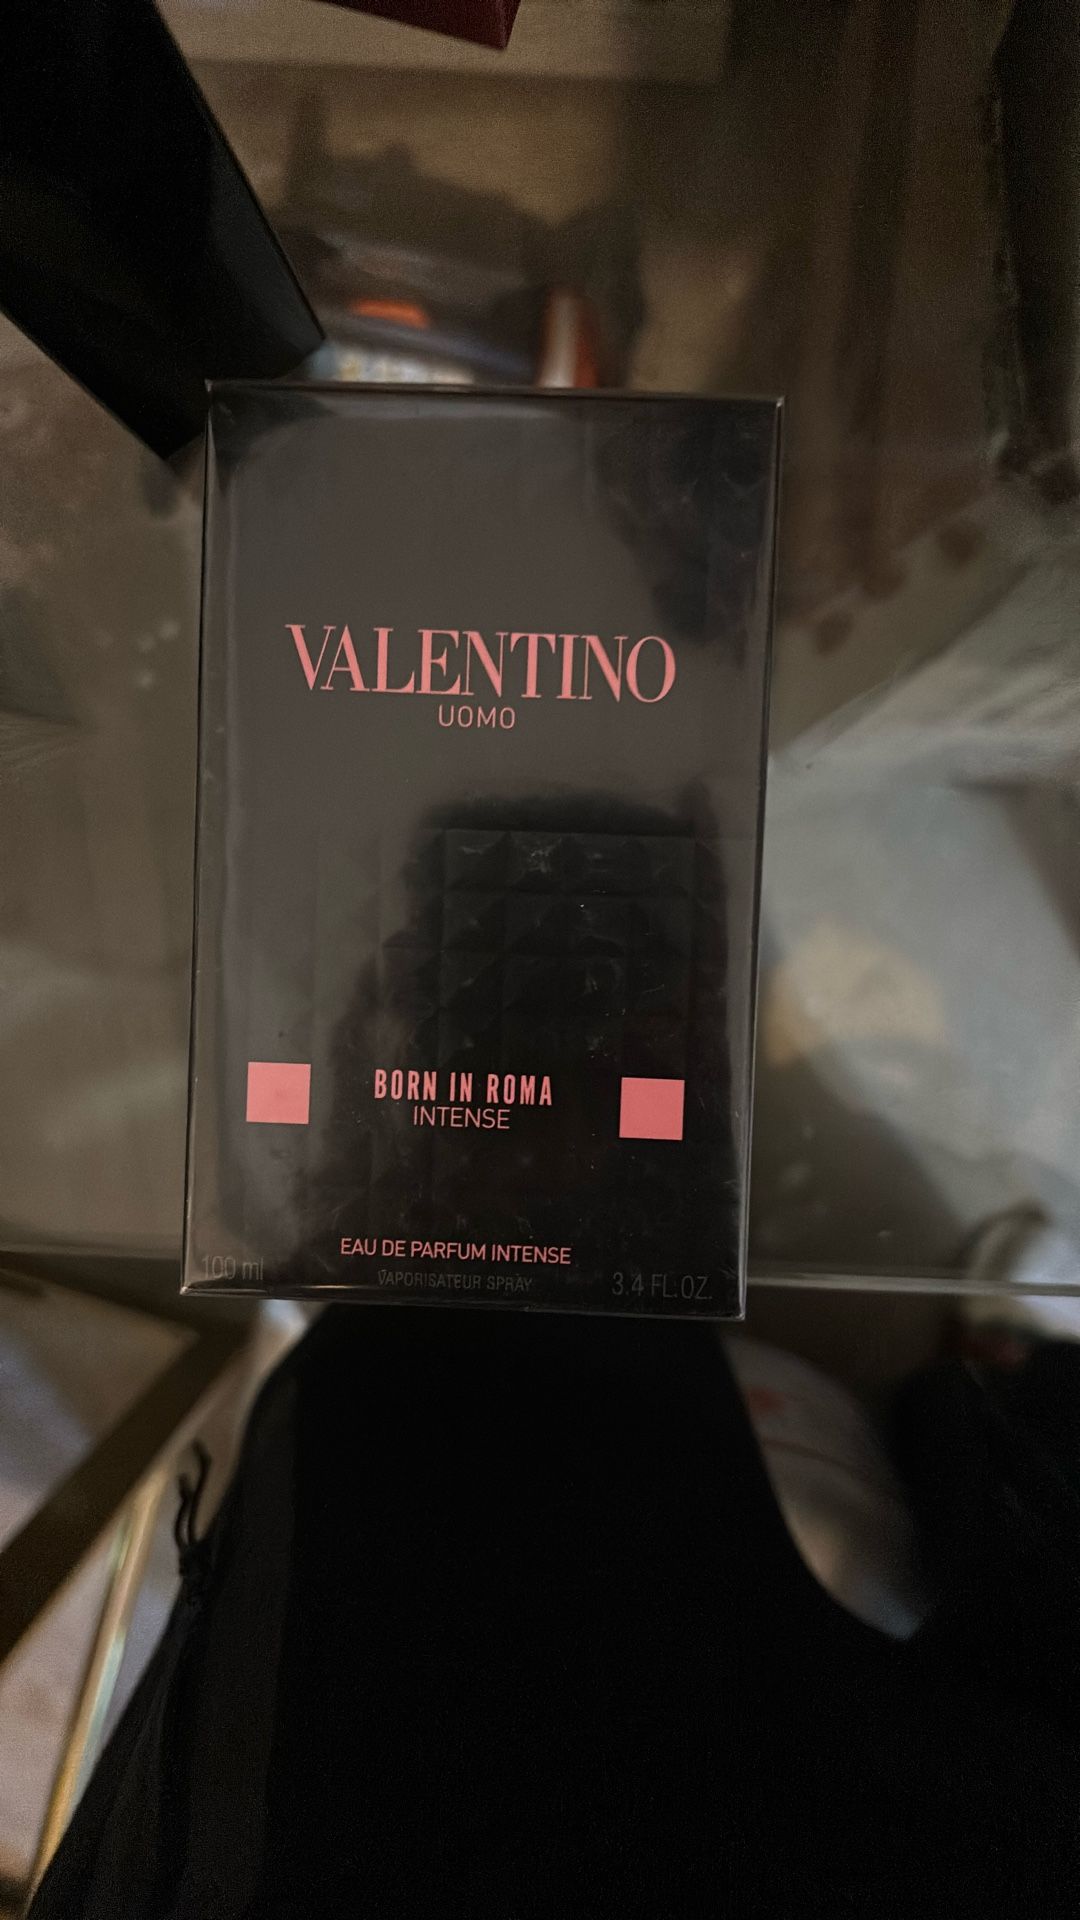 VALENTINO
UOMO
BORN IN ROMA
INTENSE
EAU DE PARFUM INTENSE
100 ml VAPORISATEUR SPRAY 3.4 FL.OZ.